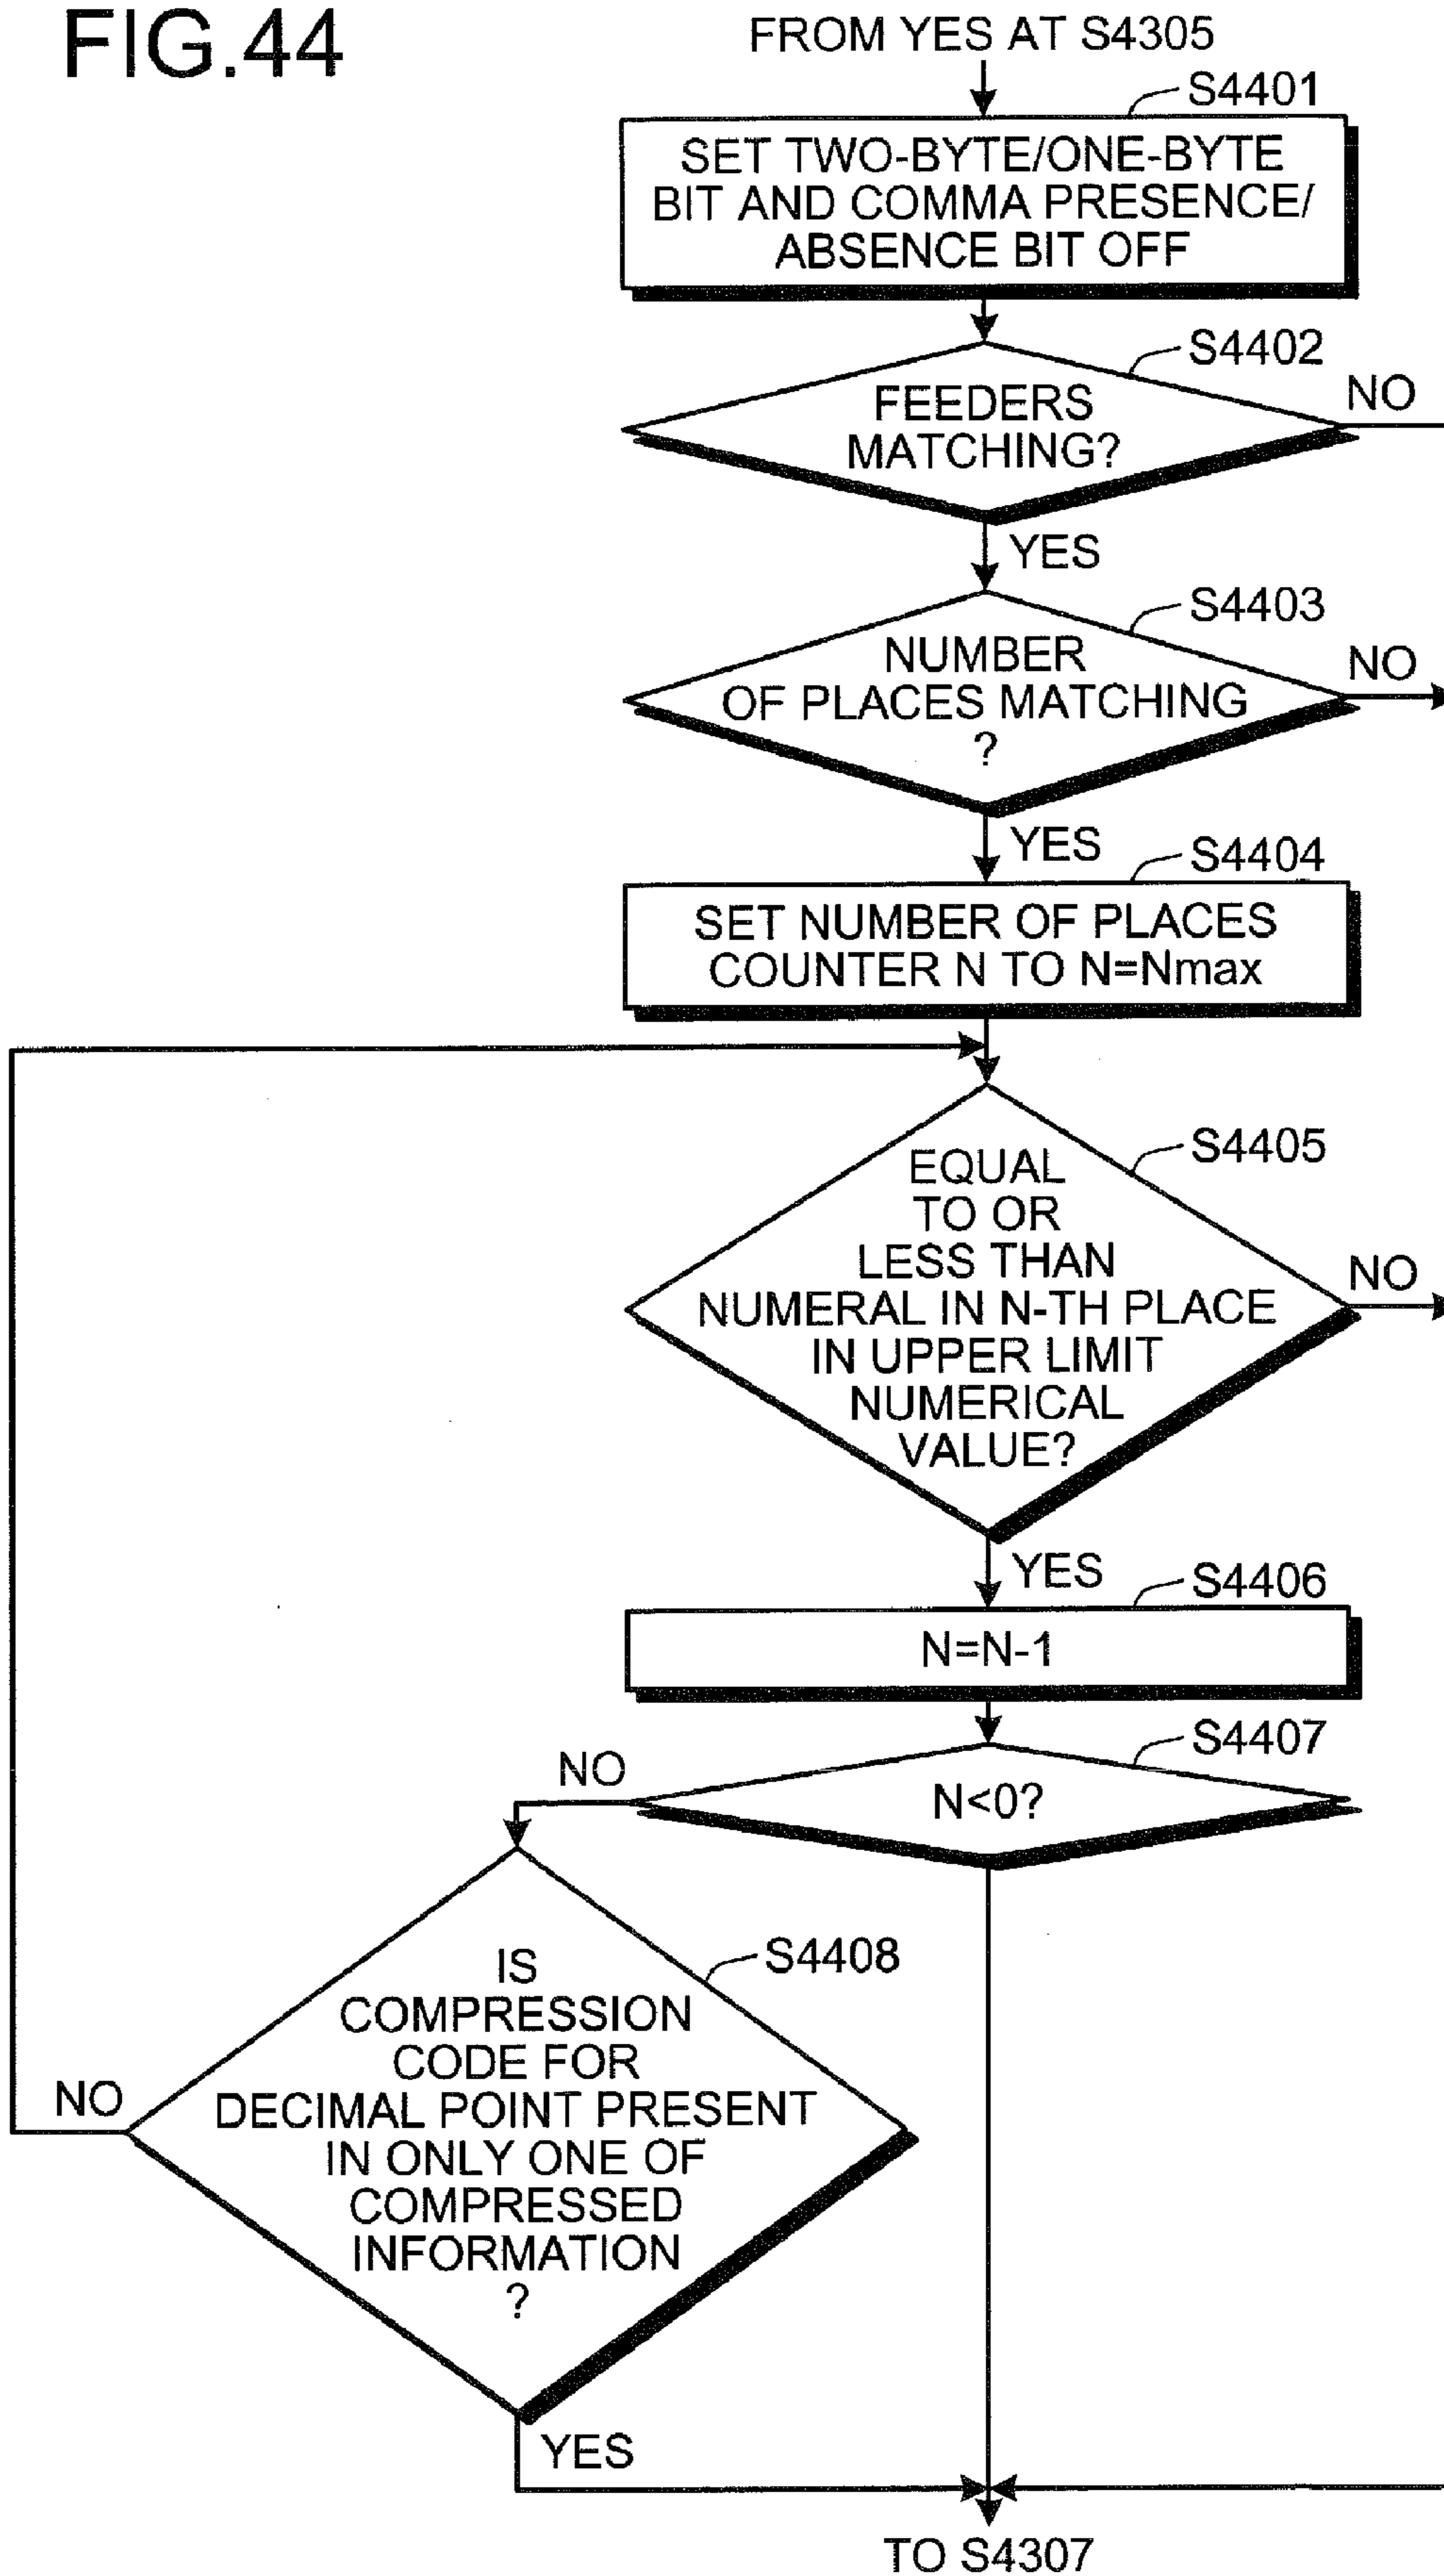 FIG.44
FROM YES AT S4305
S4401
SET TWO-BYTE/ONE-BYTE
BIT AND COMMA PRESENCE/
ABSENCE BIT OFF
S4402
FEEDERS
MATCHING?
NO
YES
S4403
NUMBER
OF PLACES MATCHING
?
NO
YES
S4404
SET NUMBER OF PLACES
COUNTER N TO N=Nmax
S4405
EQUAL
TO OR
LESS THAN
NUMERAL IN N-TH PLACE
IN UPPER LIMIT
NUMERICAL
VALUE?
NO
YES
S4406
N=N-1
S4407
N<0?
NO
S4408
IS
COMPRESSION
CODE FOR
DECIMAL POINT PRESENT
IN ONLY ONE OF
COMPRESSED
INFORMATION
?
NO
YES
TO S4307